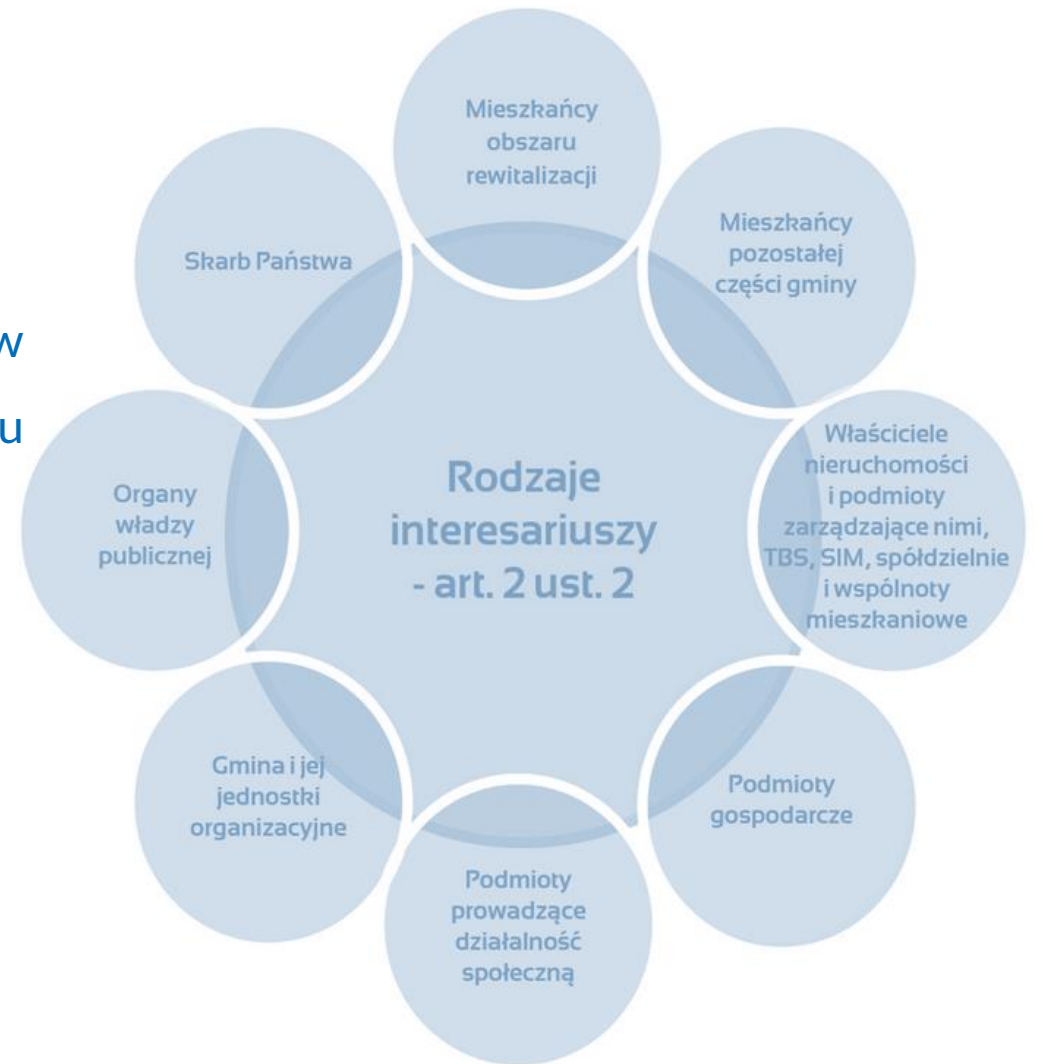 Mieszkańcy
obszaru
rewitalizacji
Mieszkańcy
pozostałej
części gminy
Właściciele
nieruchomości
i podmioty
zarządzające nimi,
TBS, SIM, spółdzielnie
i wspólnoty
mieszkaniowe
Podmioty
gospodarcze
Podmioty
prowadzące
działalność
społeczną
Gmina i jej
jednostki
organizacyjne
Organy
władzy
publicznej
Skarb Państwa
Rodzaje
interesariuszy
- art. 2 ust. 2
w
u